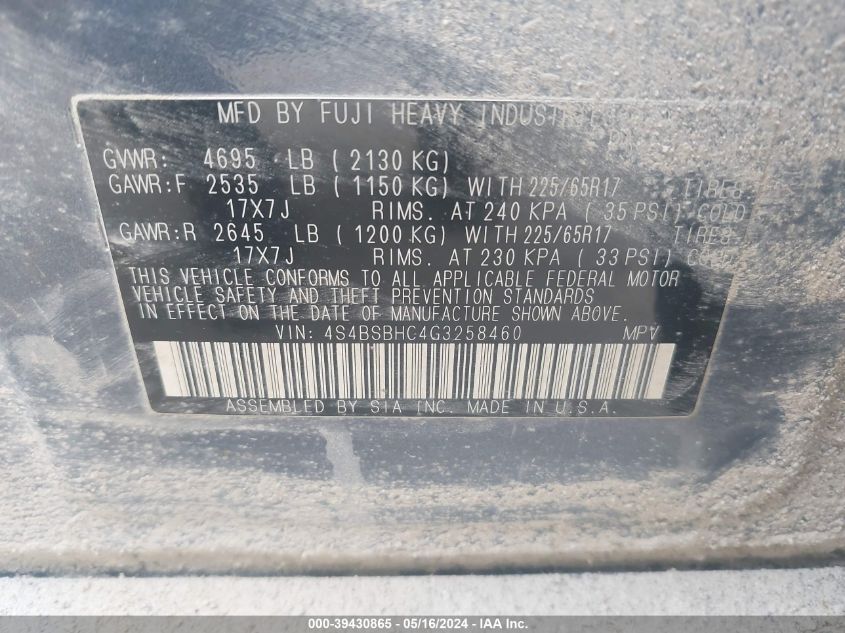 MFD BY FUJI HEAVY
GVWR: 4695 LB ( 2130 KG)
GAWR:F 2535 LB ( 1150 KG) WITH 225/65R17 TIRES
17X7J RIMS. AT 240 KPA ( 35 PSI) COLD
GAWR:R 2645 LB ( 1200 KG) WITH 225/65R17 TIRES
17X7J RIMS. AT 230 KPA ( 33 PSI)
THIS VEHICLE CONFORMS TO ALL APPLICABLE FEDERAL MOTOR
VEHICLE SAFETY AND THEFT PREVENTION STANDARDS
IN EFFECT ON THE DATE OF MANUFACTURE SHOWN ABOVE.
VIN: 4S4BSBHC4G3258460 MPV
ASSEMBLED BY SIA INC. MADE IN U.S.A.
000-39430865 - 05/16/2024 - IAA Inc.